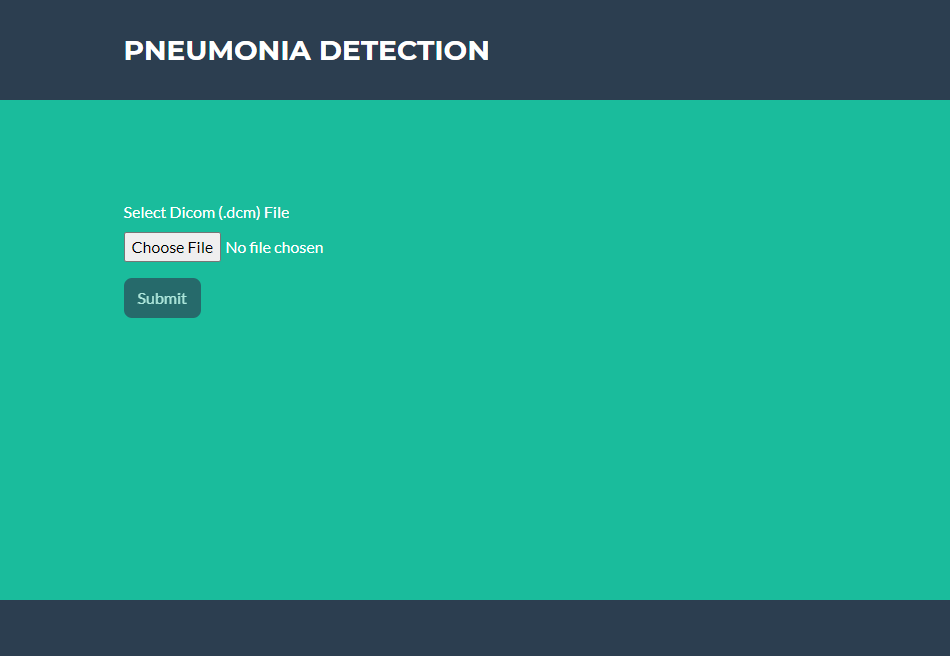 PNEUMONIA DETECTION
Select Dicom (.dcm) File
Choose File No file chosen
Submit